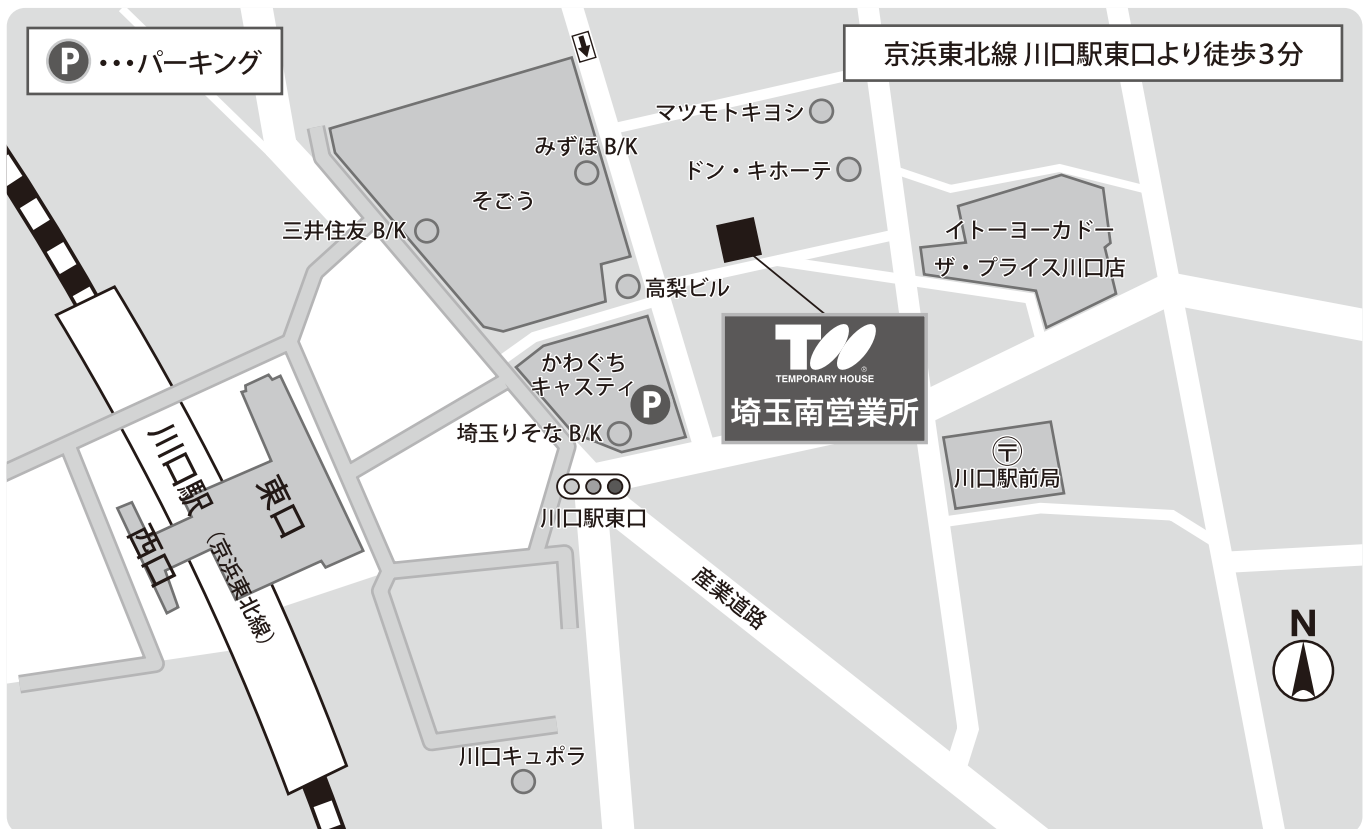 P・・・パーキング
京浜東北線 川口駅東口より徒歩3分
マツモトキヨシ
みずほ B/K
ドン・キホーテ
そごう
三井住友 B/K
イトーヨーカドー
ザ・プライス川口店
高梨ビル
TW
®
TEMPORARY HOUSE
埼玉南営業所
かわぐち
キャスティ
P
埼玉りそな B/K
〒
川口駅前局
川口駅
東口
西口
(京浜東北線)
川口駅東口
産業道路
N
川口キュポラ